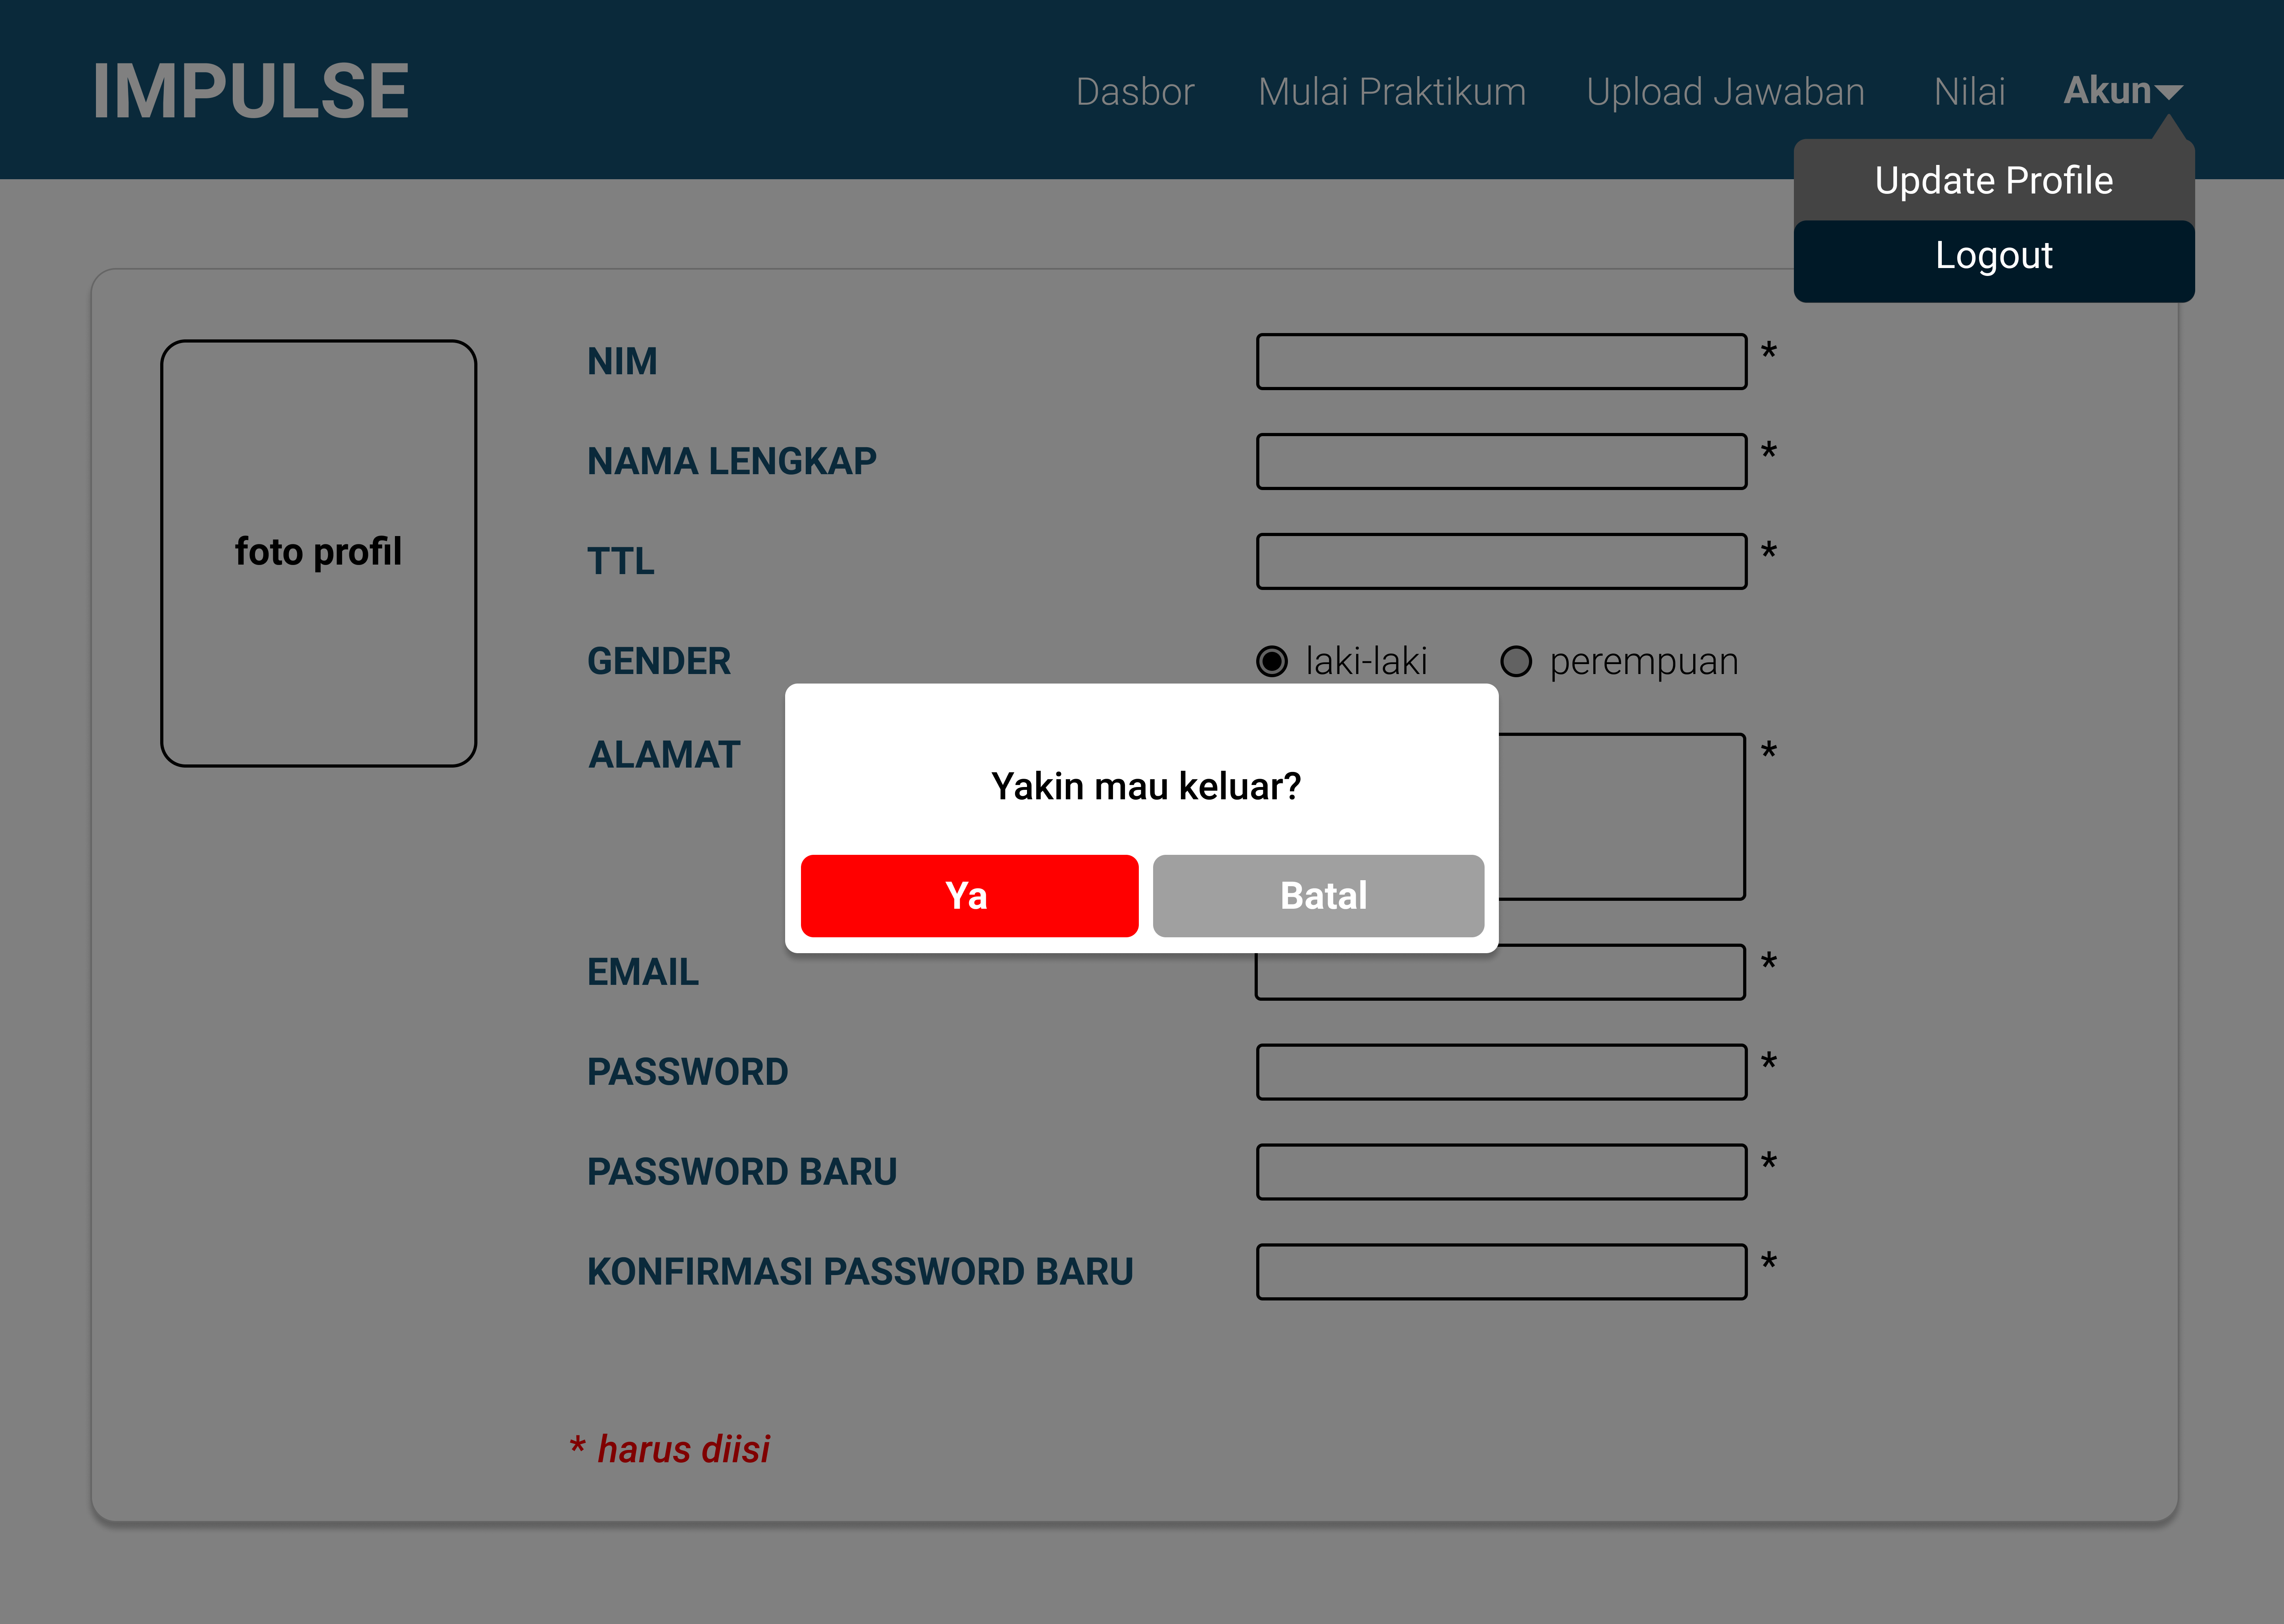 IMPULSE
Dasbor Mulai Praktikum Upload Jawaban Nilai Akun
Update Profile
Logout
foto profil
NIM *
NAMA LENGKAP *
TTL *
GENDER laki-laki perempuan
ALAMAT *
Yakin mau keluar?
Ya Batal
EMAIL *
PASSWORD *
PASSWORD BARU *
KONFIRMASI PASSWORD BARU *
* harus diisi